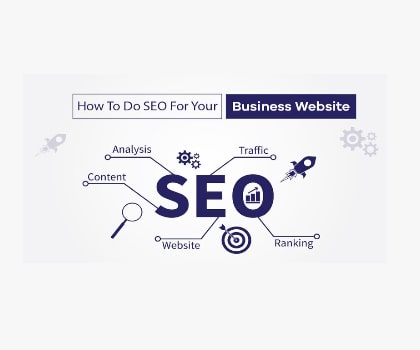 How To Do SEO For Your Business Website
Analysis
Traffic
Content
SEO
Website
Ranking